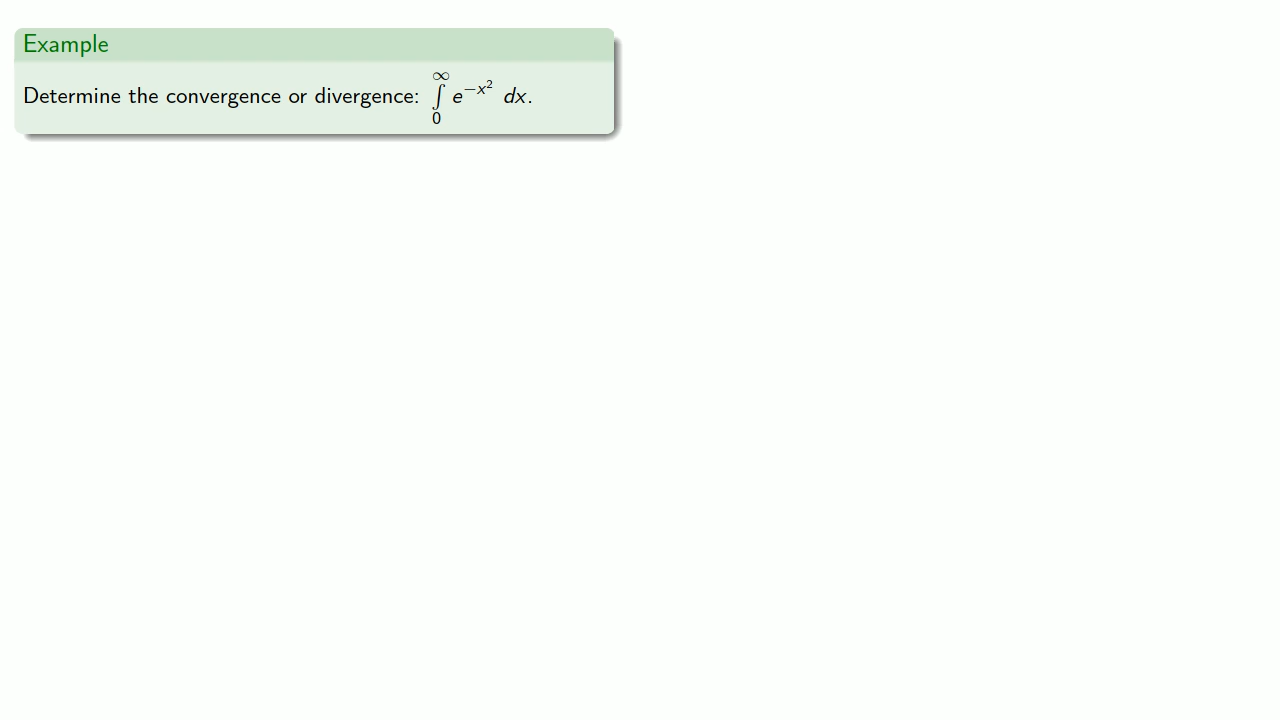 Example
Determine the convergence or divergence: ∫₀^∞ e^{−x²} dx.